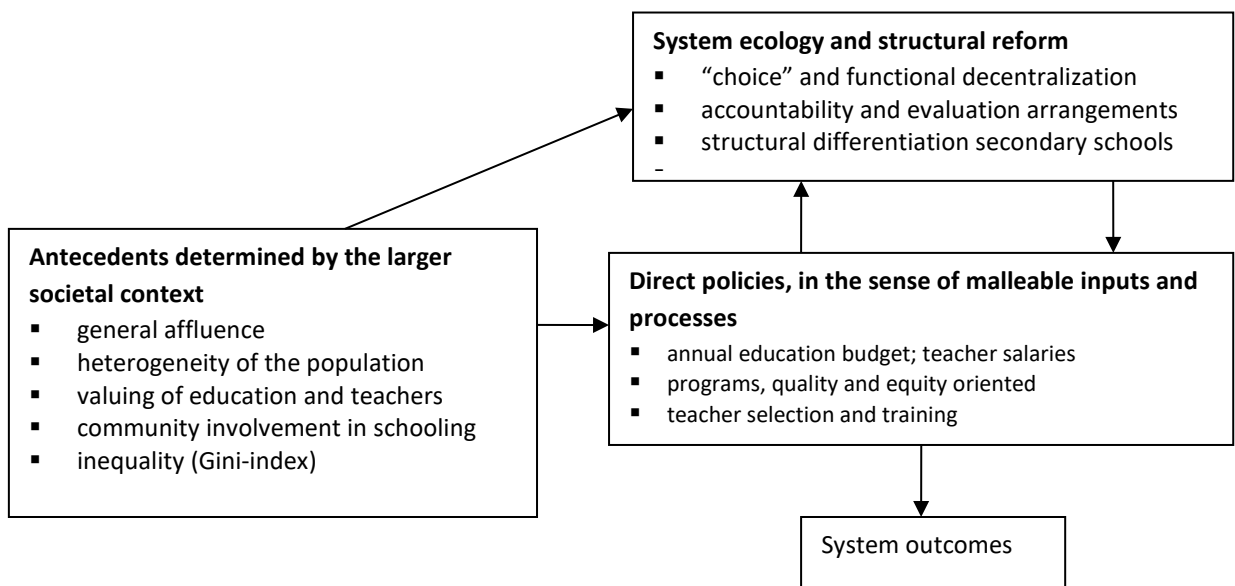 System ecology and structural reform
▪ “choice” and functional decentralization
▪ accountability and evaluation arrangements
▪ structural differentiation secondary schools
Antecedents determined by the larger
societal context
▪ general affluence
▪ heterogeneity of the population
▪ valuing of education and teachers
▪ community involvement in schooling
▪ inequality (Gini-index)
Direct policies, in the sense of malleable inputs and
processes
▪ annual education budget; teacher salaries
▪ programs, quality and equity oriented
▪ teacher selection and training
System outcomes